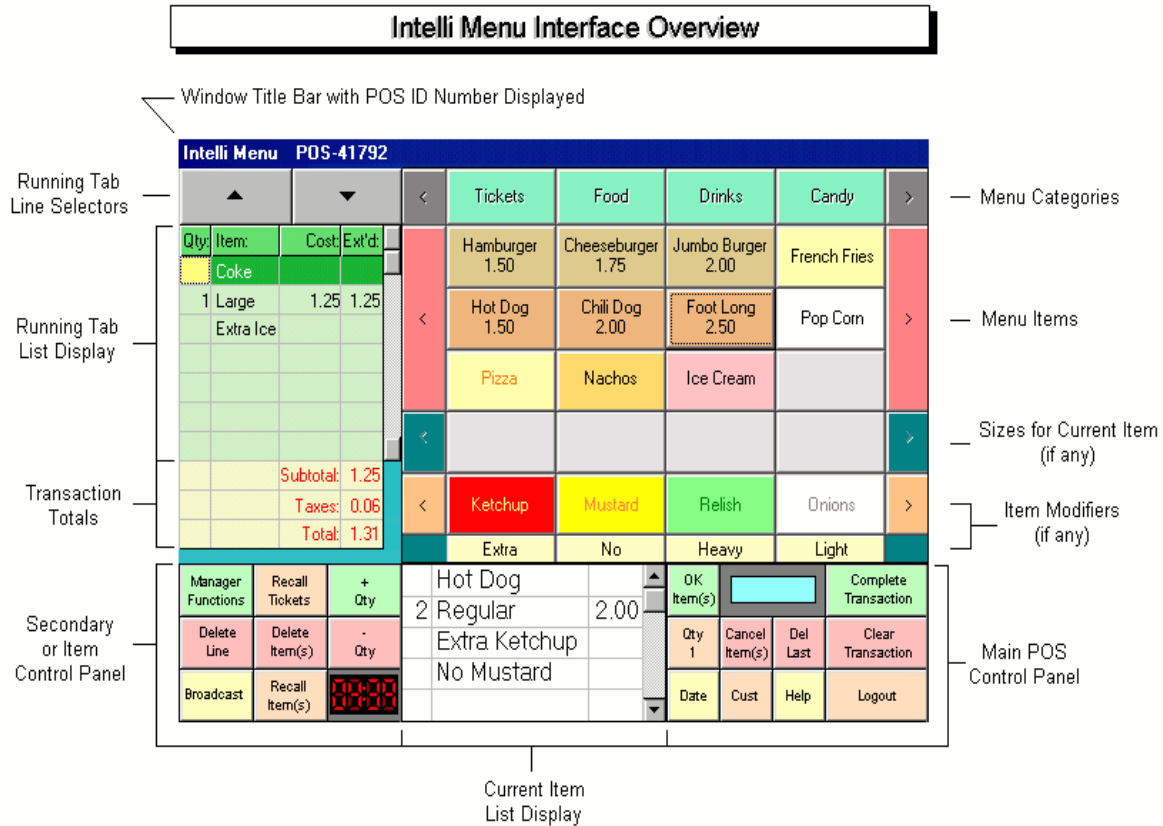 Intelli Menu Interface Overview
Window Title Bar with POS ID Number Displayed
Intelli Menu POS-41792
Running Tab
Line Selectors
< Tickets Food Drinks Candy >
Menu Categories
Qty: Item: Cost: Ext'd:
Coke
1 Large 1.25 1.25
Extra Ice
Running Tab
List Display
Hamburger
1.50
Cheeseburger
1.75
Jumbo Burger
2.00
French Fries
<
Hot Dog
1.50
Chili Dog
2.00
Foot Long
2.50
Pop Corn
>
Menu Items
Pizza Nachos Ice Cream
< >
Sizes for Current Item
(if any)
Subtotal: 1.25
Taxes: 0.06
Total: 1.31
Transaction
Totals
< Ketchup Mustard Relish Onions >
Extra No Heavy Light
Item Modifiers
(if any)
Secondary
or Item
Control Panel
Manager
Functions
Recall
Tickets
+
Qty
Delete
Line
Delete
Item(s)
-
Qty
Broadcast
Recall
Item(s)
88:88
Hot Dog
2 Regular 2.00
Extra Ketchup
No Mustard
OK
Item(s)
Complete
Transaction
Qty
1
Cancel
Item(s)
Del
Last
Clear
Transaction
Date Cust Help Logout
Main POS
Control Panel
Current Item
List Display